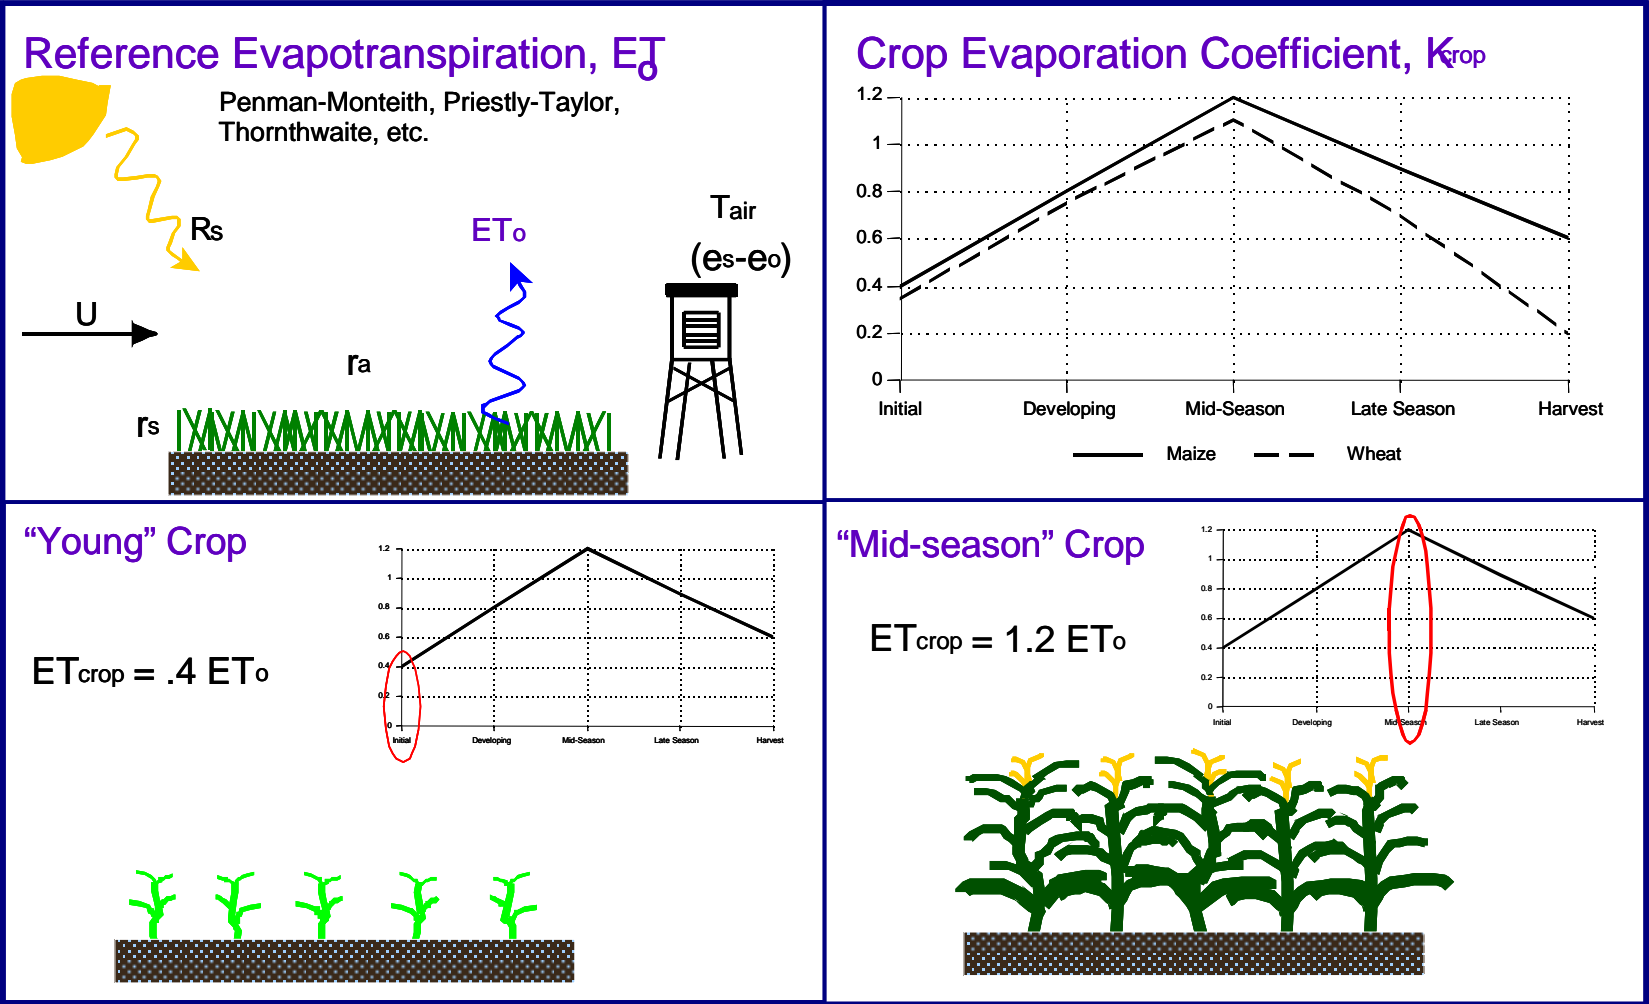 Reference Evapotranspiration, ETo
Penman-Monteith, Priestly-Taylor,
Thornthwaite, etc.
Rs
ETo
Tair
(es-eo)
U
ra
rs
Crop Evaporation Coefficient, Kcrop
1.2
1
0.8
0.6
0.4
0.2
0
Initial Developing Mid-Season Late Season Harvest
Maize Wheat
“Young” Crop
ETcrop = .4 ETo
1.2
1
0.8
0.6
0.4
0.2
0
Initial Developing Mid-Season Late Season Harvest
“Mid-season” Crop
ETcrop = 1.2 ETo
1.2
1
0.8
0.6
0.4
0.2
0
Initial Developing Mid-Season Late Season Harvest